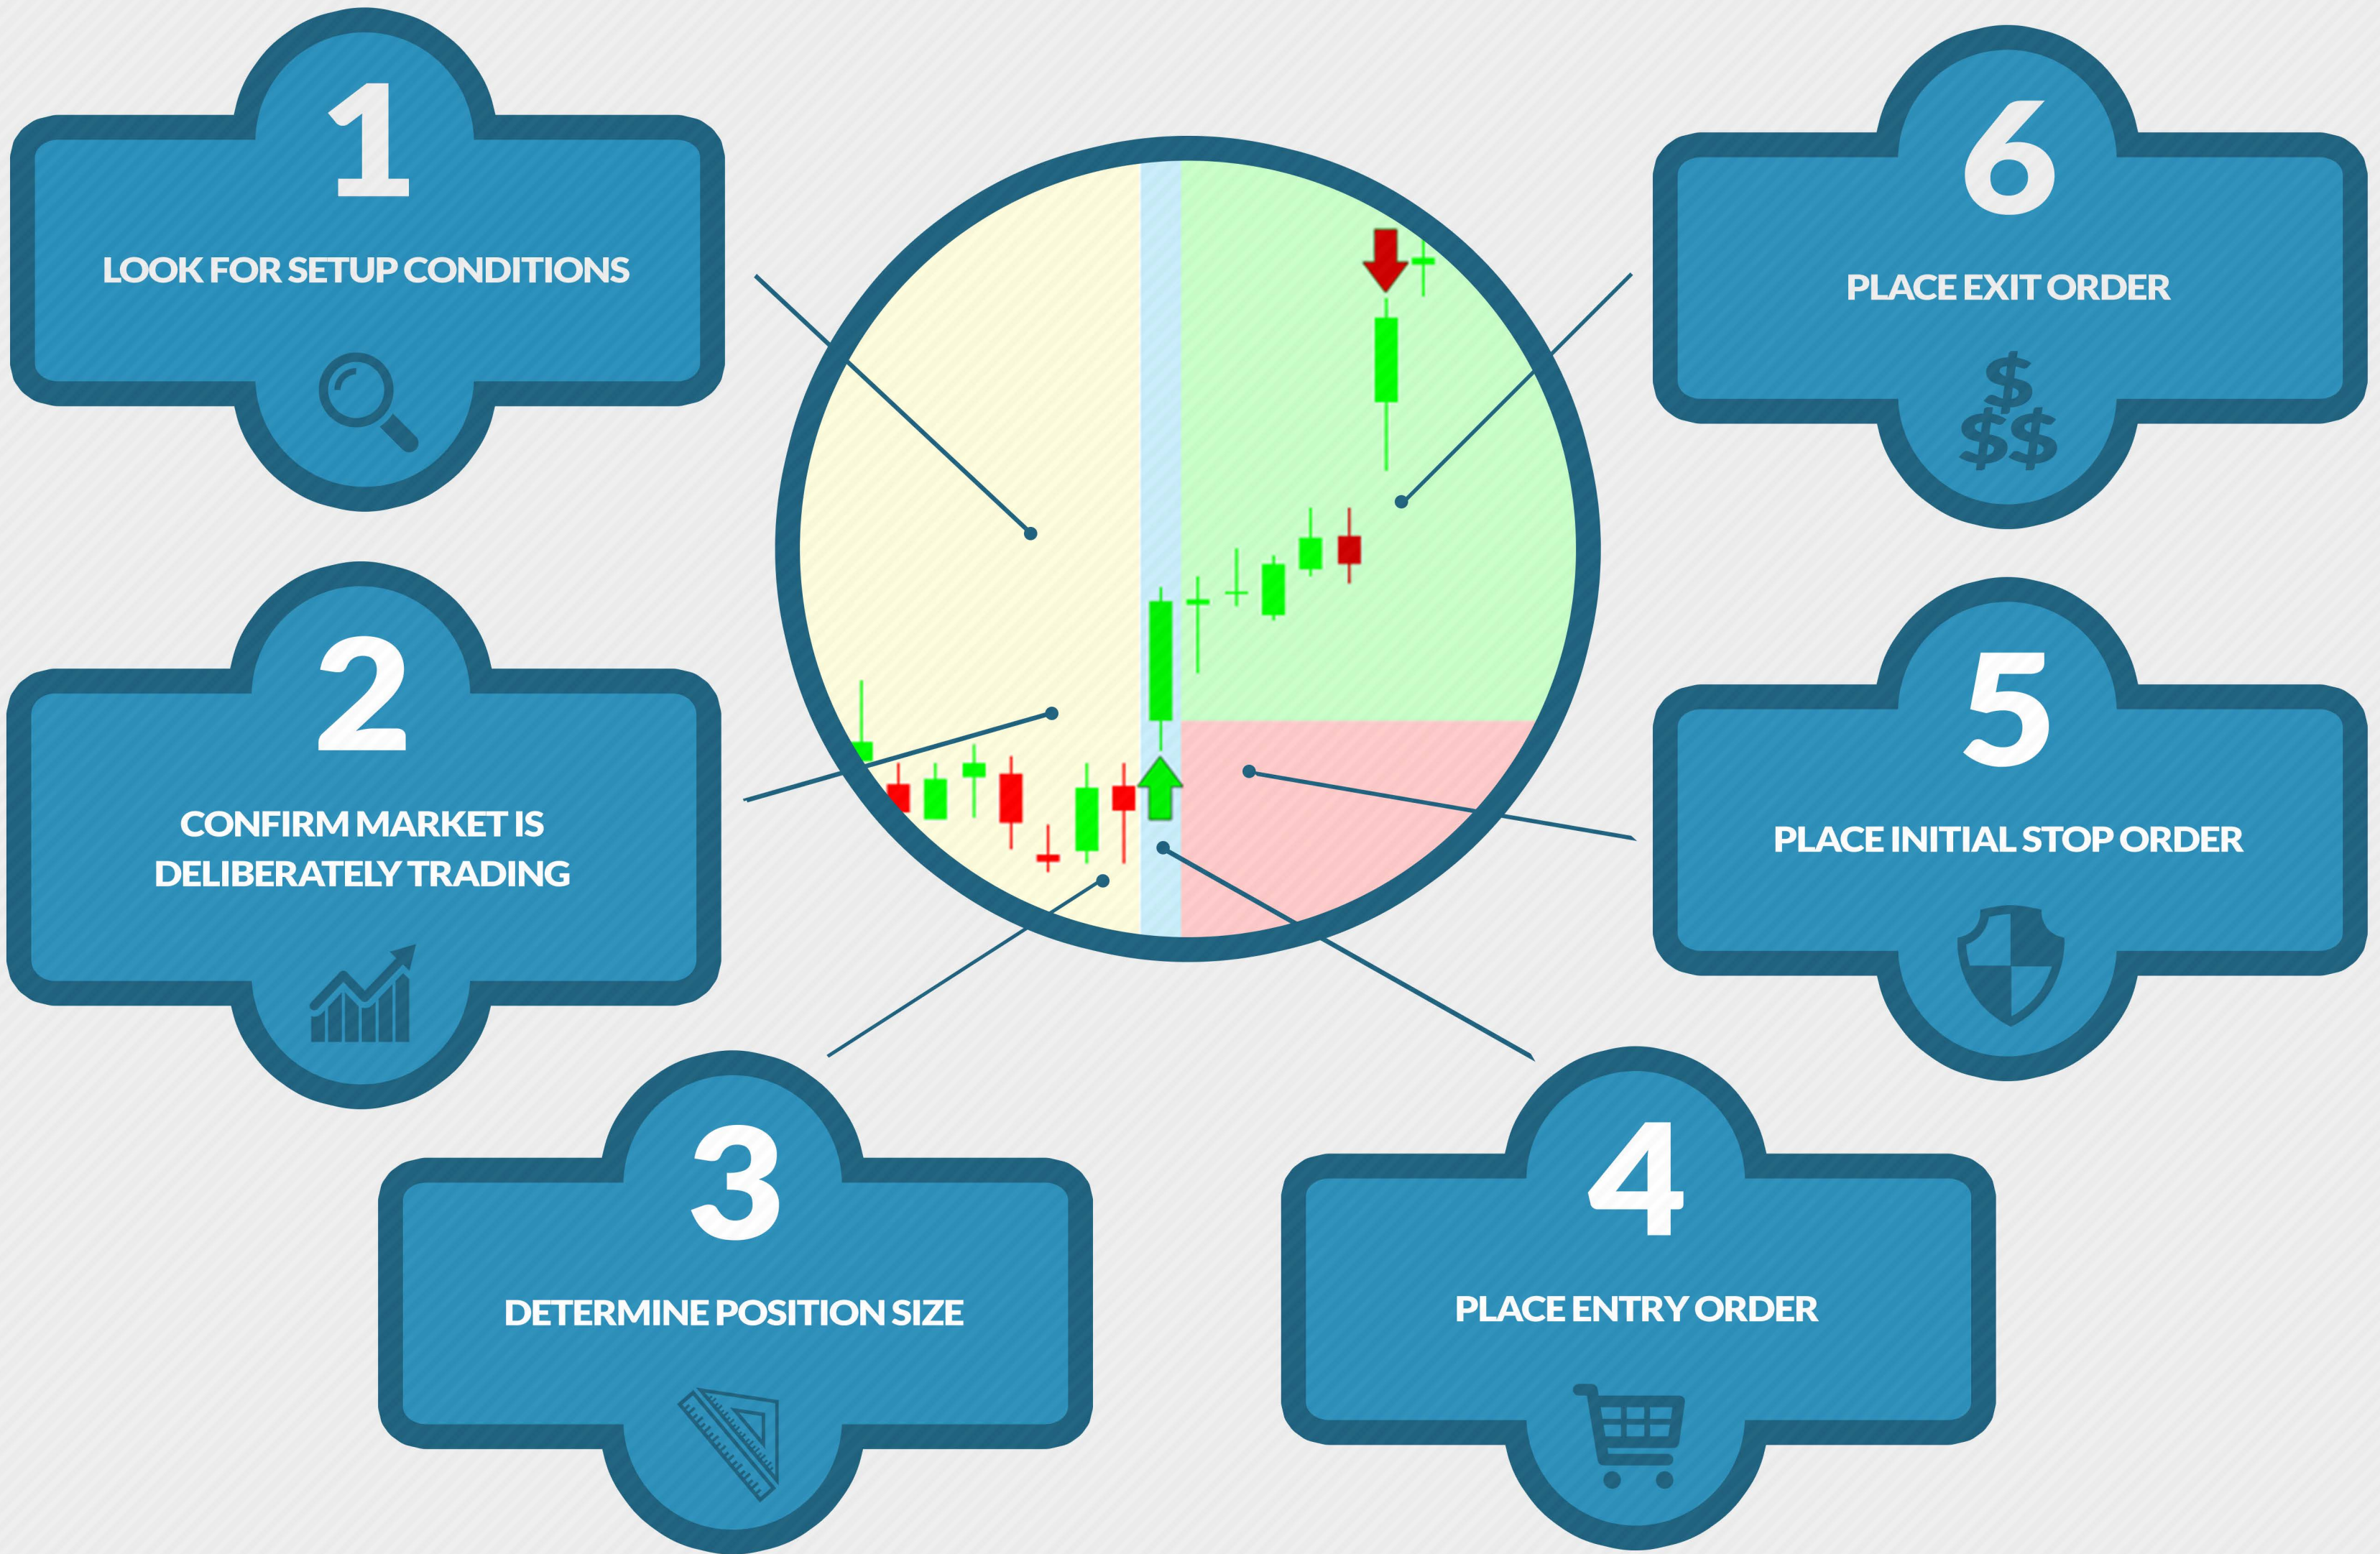 1
LOOK FOR SETUP CONDITIONS
2
CONFIRM MARKET IS
DELIBERATELY TRADING
3
DETERMINE POSITION SIZE
4
PLACE ENTRY ORDER
5
PLACE INITIAL STOP ORDER
6
PLACE EXIT ORDER
$
$$